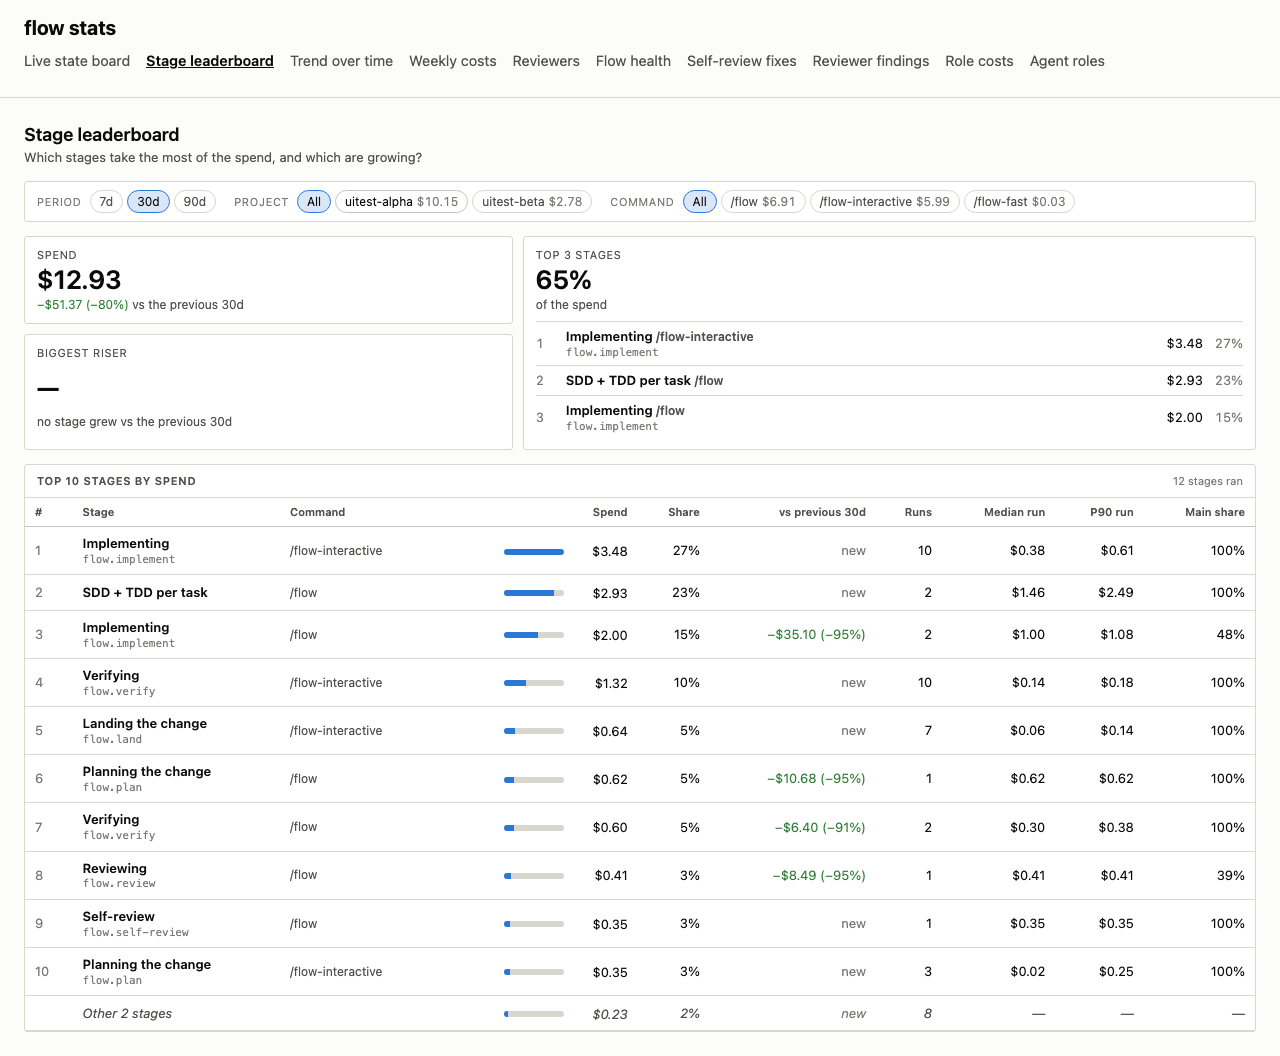 flow stats
Live state board Stage leaderboard Trend over time Weekly costs Reviewers Flow health Self-review fixes Reviewer findings Role costs Agent roles
Stage leaderboard
Which stages take the most of the spend, and which are growing?
PERIOD 7d 30d 90d PROJECT All uitest-alpha $10.15 uitest-beta $2.78 COMMAND All /flow $6.91 /flow-interactive $5.99 /flow-fast $0.03
SPEND
$12.93
−$51.37 (−80%) vs the previous 30d
BIGGEST RISER
—
no stage grew vs the previous 30d
TOP 3 STAGES
65%
of the spend
1 Implementing /flow-interactive $3.48 27%
flow.implement
2 SDD + TDD per task /flow $2.93 23%
3 Implementing /flow $2.00 15%
flow.implement
TOP 10 STAGES BY SPEND 12 stages ran
# Stage Command Spend Share vs previous 30d Runs Median run P90 run Main share
1 Implementing /flow-interactive $3.48 27% new 10 $0.38 $0.61 100%
flow.implement
2 SDD + TDD per task /flow $2.93 23% new 2 $1.46 $2.49 100%
3 Implementing /flow $2.00 15% −$35.10 (−95%) 2 $1.00 $1.08 48%
flow.implement
4 Verifying /flow-interactive $1.32 10% new 10 $0.14 $0.18 100%
flow.verify
5 Landing the change /flow-interactive $0.64 5% new 7 $0.06 $0.14 100%
flow.land
6 Planning the change /flow $0.62 5% −$10.68 (−95%) 1 $0.62 $0.62 100%
flow.plan
7 Verifying /flow $0.60 5% −$6.40 (−91%) 2 $0.30 $0.38 100%
flow.verify
8 Reviewing /flow $0.41 3% −$8.49 (−95%) 1 $0.41 $0.41 39%
flow.review
9 Self-review /flow $0.35 3% new 1 $0.35 $0.35 100%
flow.self-review
10 Planning the change /flow-interactive $0.35 3% new 3 $0.02 $0.25 100%
flow.plan
Other 2 stages $0.23 2% new 8 — — —